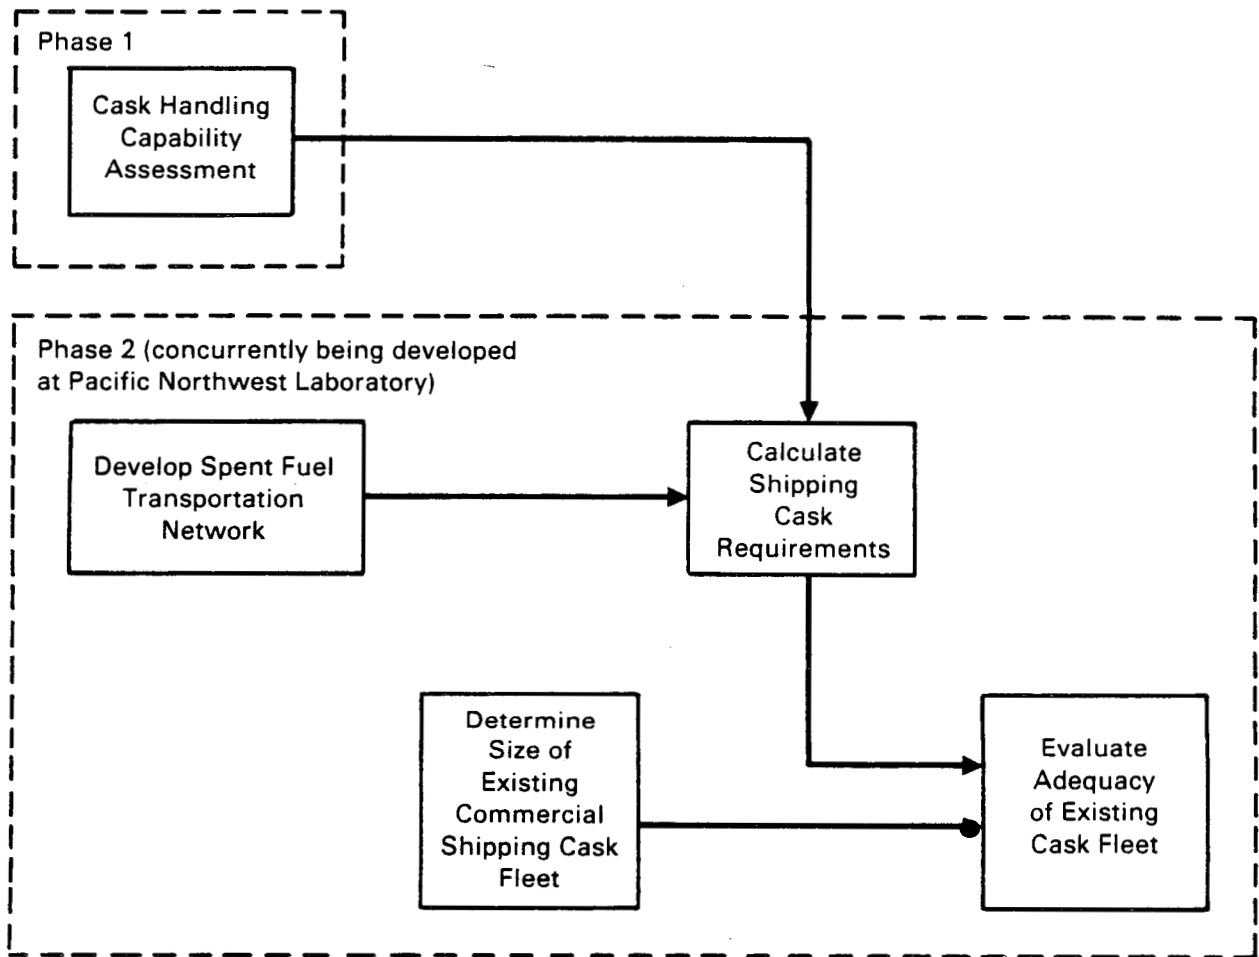 Phase 1
Cask Handling
Capability
Assessment
Phase 2 (concurrently being developed
at Pacific Northwest Laboratory)
Develop Spent Fuel
Transportation
Network
Calculate
Shipping
Cask
Requirements
Determine
Size of
Existing
Commercial
Shipping Cask
Fleet
Evaluate
Adequacy
of Existing
Cask Fleet